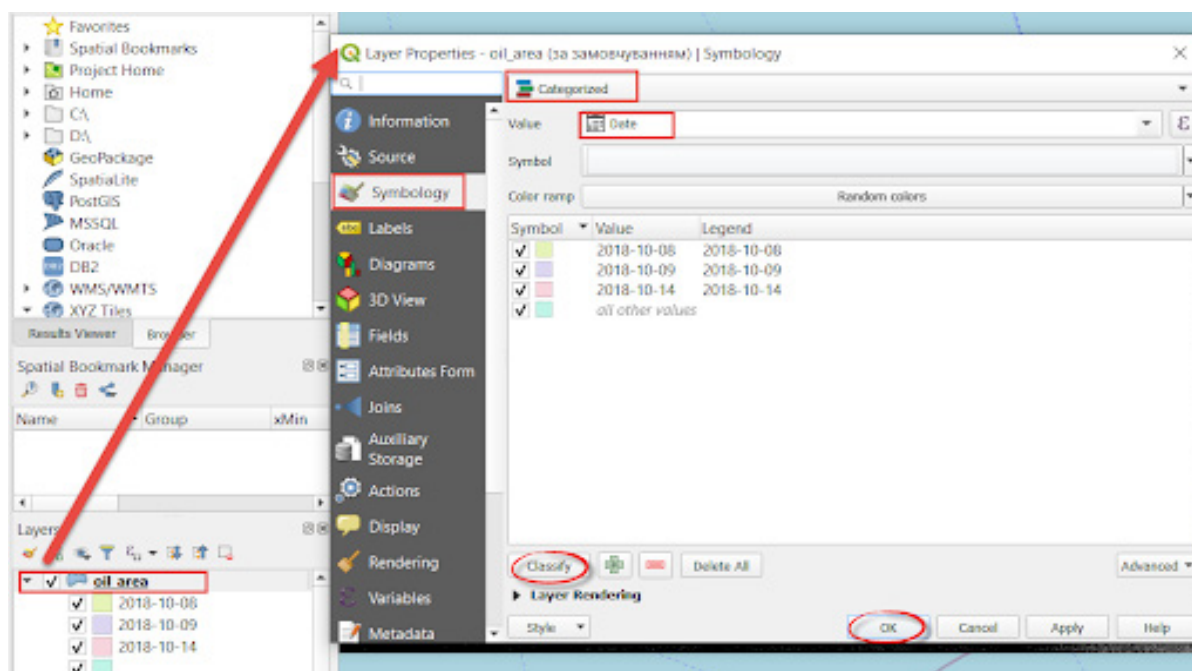 Favorites
Spatial Bookmarks
Project Home
Home
C:\
D:\
GeoPackage
SpatiaLite
PostGIS
MSSQL
Oracle
DB2
WMS/WMTS
XYZ Tiles
Results Viewer
Spatial Bookmark Manager
Name Group xMin
Layers
oil_area
2018-10-08
2018-10-09
2018-10-14
Layer Properties - oil_area (за замовчуванням) | Symbology
Information
Source
Symbology
Labels
Diagrams
3D View
Fields
Attributes Form
Joins
Auxiliary
Storage
Actions
Display
Rendering
Variables
Metadata
Categorized
Value Date ε
Symbol
Color ramp Random colors
Symbol Value Legend
2018-10-08 2018-10-08
2018-10-09 2018-10-09
2018-10-14 2018-10-14
all other values
Classify Delete All Advanced
Layer Rendering
Style OK Cancel Apply Help